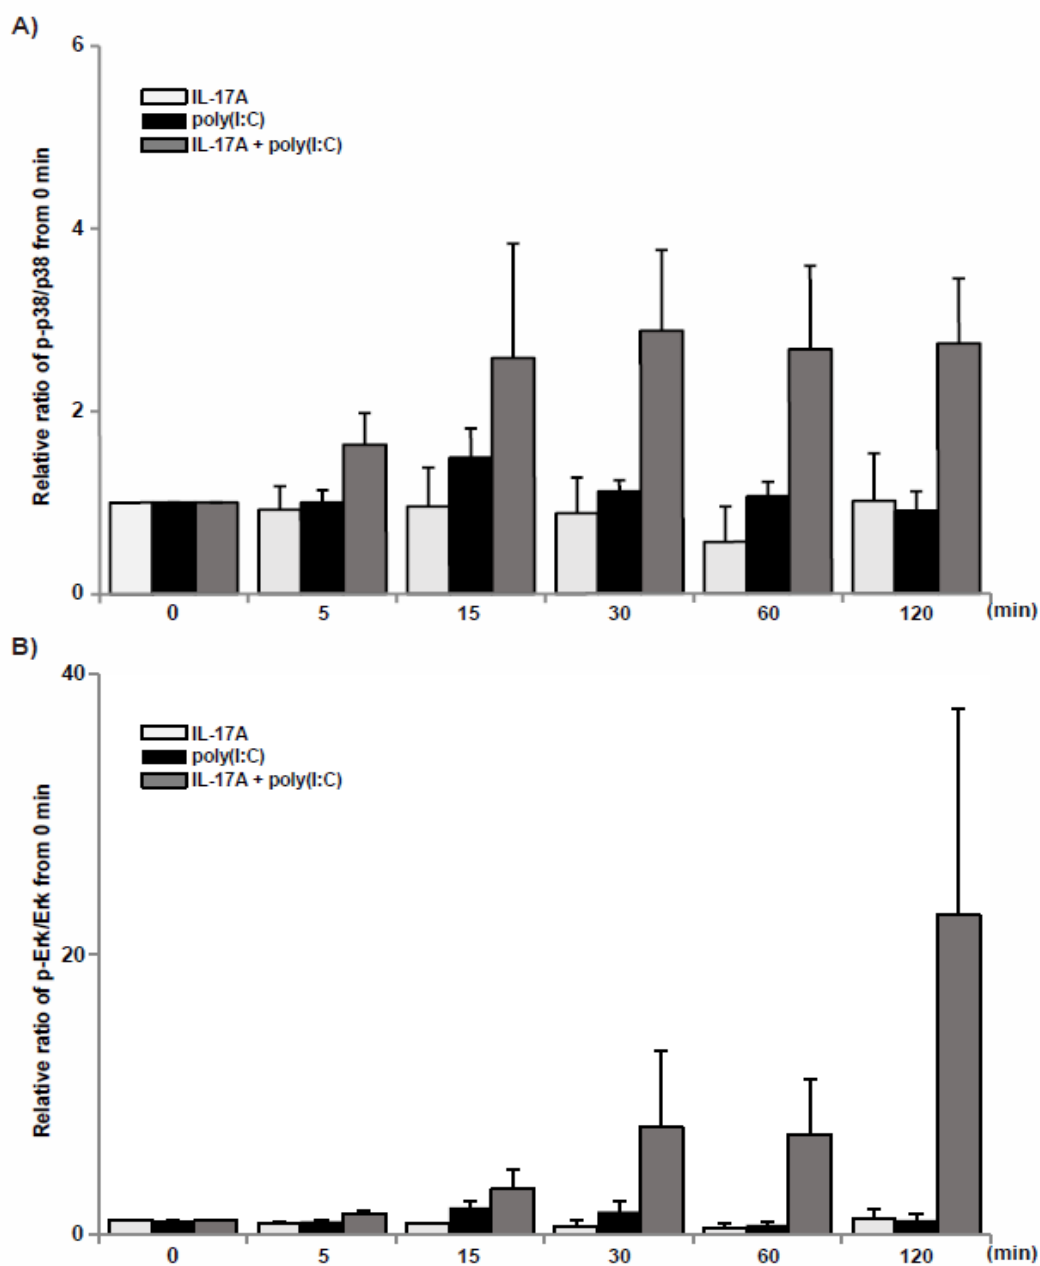 A)
6
IL-17A
poly(I:C)
IL-17A + poly(I:C)
4
2
0
Relative ratio of p-p38/p38 from 0 min
0 5 15 30 60 120 (min)
B)
40
IL-17A
poly(I:C)
IL-17A + poly(I:C)
20
0
Relative ratio of p-Erk/Erk from 0 min
0 5 15 30 60 120 (min)